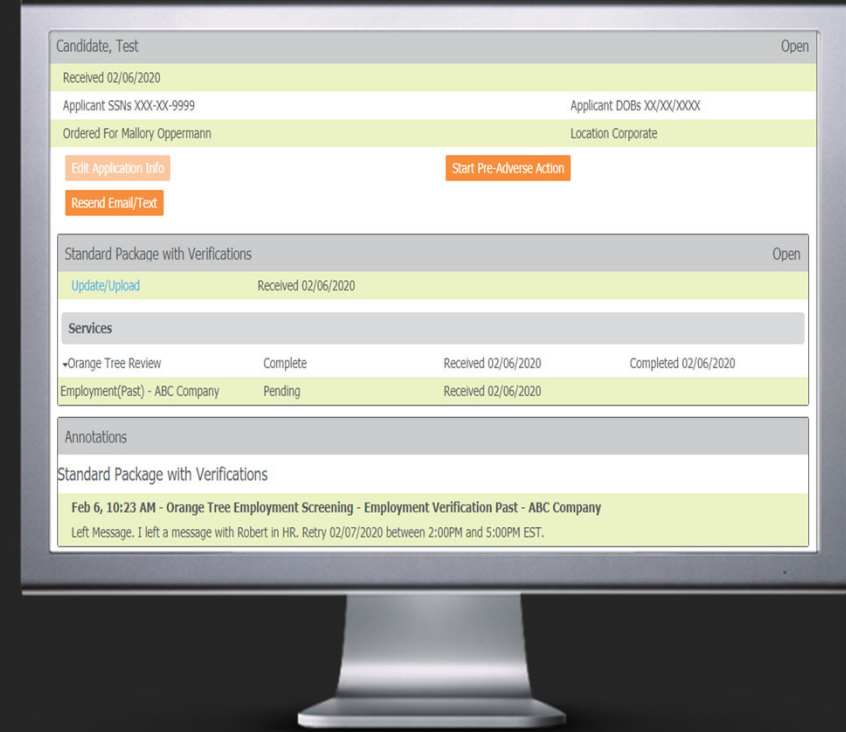 Candidate, Test Open
Received 02/06/2020
Applicant SSNs XXX-XX-9999 Applicant DOBs XX/XX/XXXX
Ordered For Mallory Oppermann Location Corporate
Edit Application Info Start Pre-Adverse Action
Resend Email/Text
Standard Package with Verifications Open
Update/Upload Received 02/06/2020
Services
Orange Tree Review Complete Received 02/06/2020 Completed 02/06/2020
Employment(Past) - ABC Company Pending Received 02/06/2020
Annotations
Standard Package with Verifications
Feb 6, 10:23 AM - Orange Tree Employment Screening - Employment Verification Past - ABC Company
Left Message. I left a message with Robert in HR. Retry 02/07/2020 between 2:00PM and 5:00PM EST.